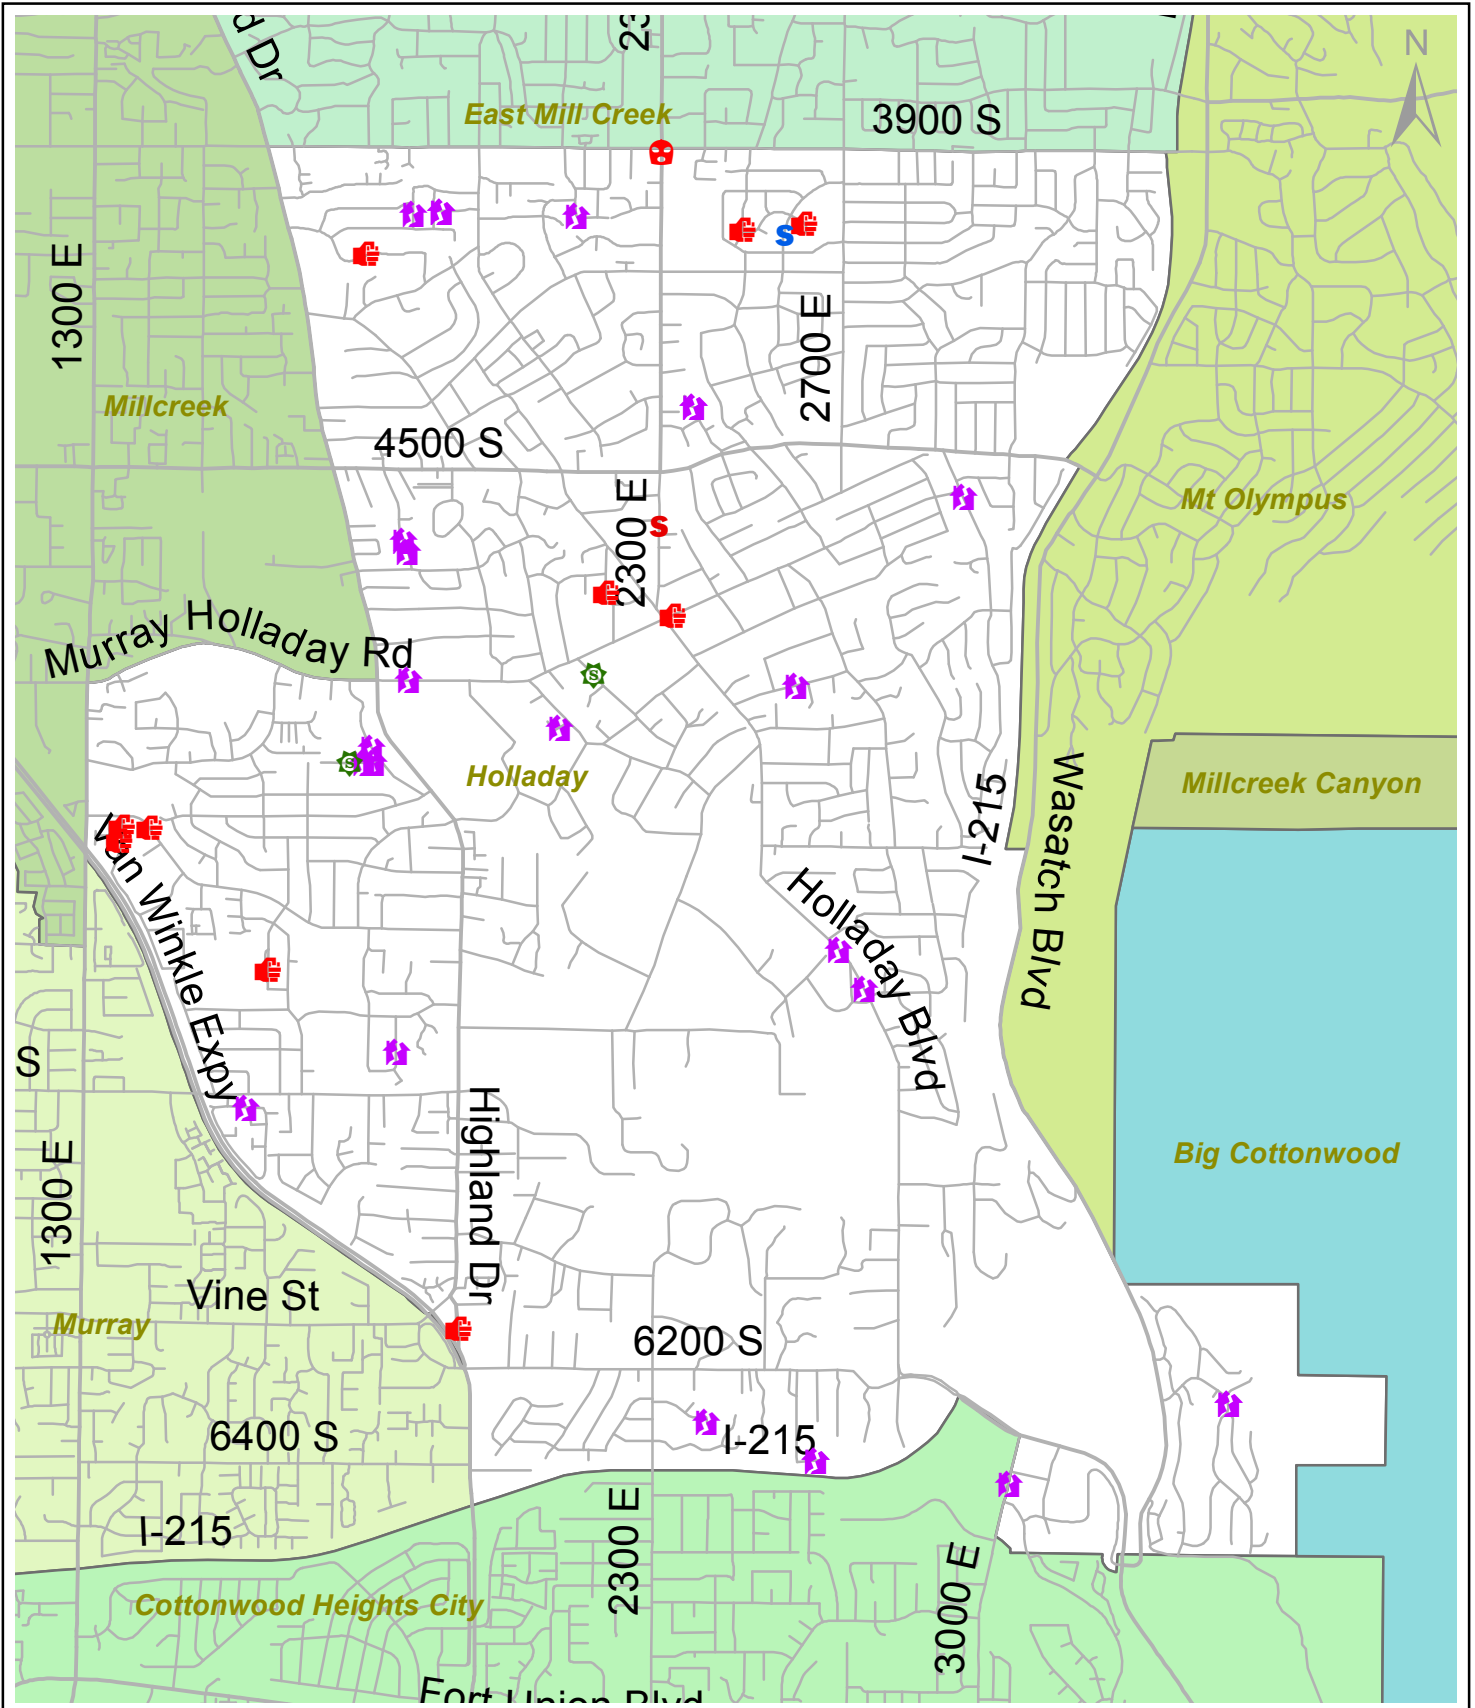 d Dr
23
N
East Mill Creek
3900 S
1300 E
2700 E
Millcreek
4500 S
2300 E
S
S
Mt Olympus
Murray Holladay Rd
S
S
Holladay
I-215
Wasatch Blvd
Millcreek Canyon
Van Winkle Expy
Holladay Blvd
S
Highland Dr
1300 E
Big Cottonwood
Vine St
Murray
6200 S
6400 S
I-215
I-215
2300 E
3000 E
Cottonwood Heights City
Fort Union Blvd